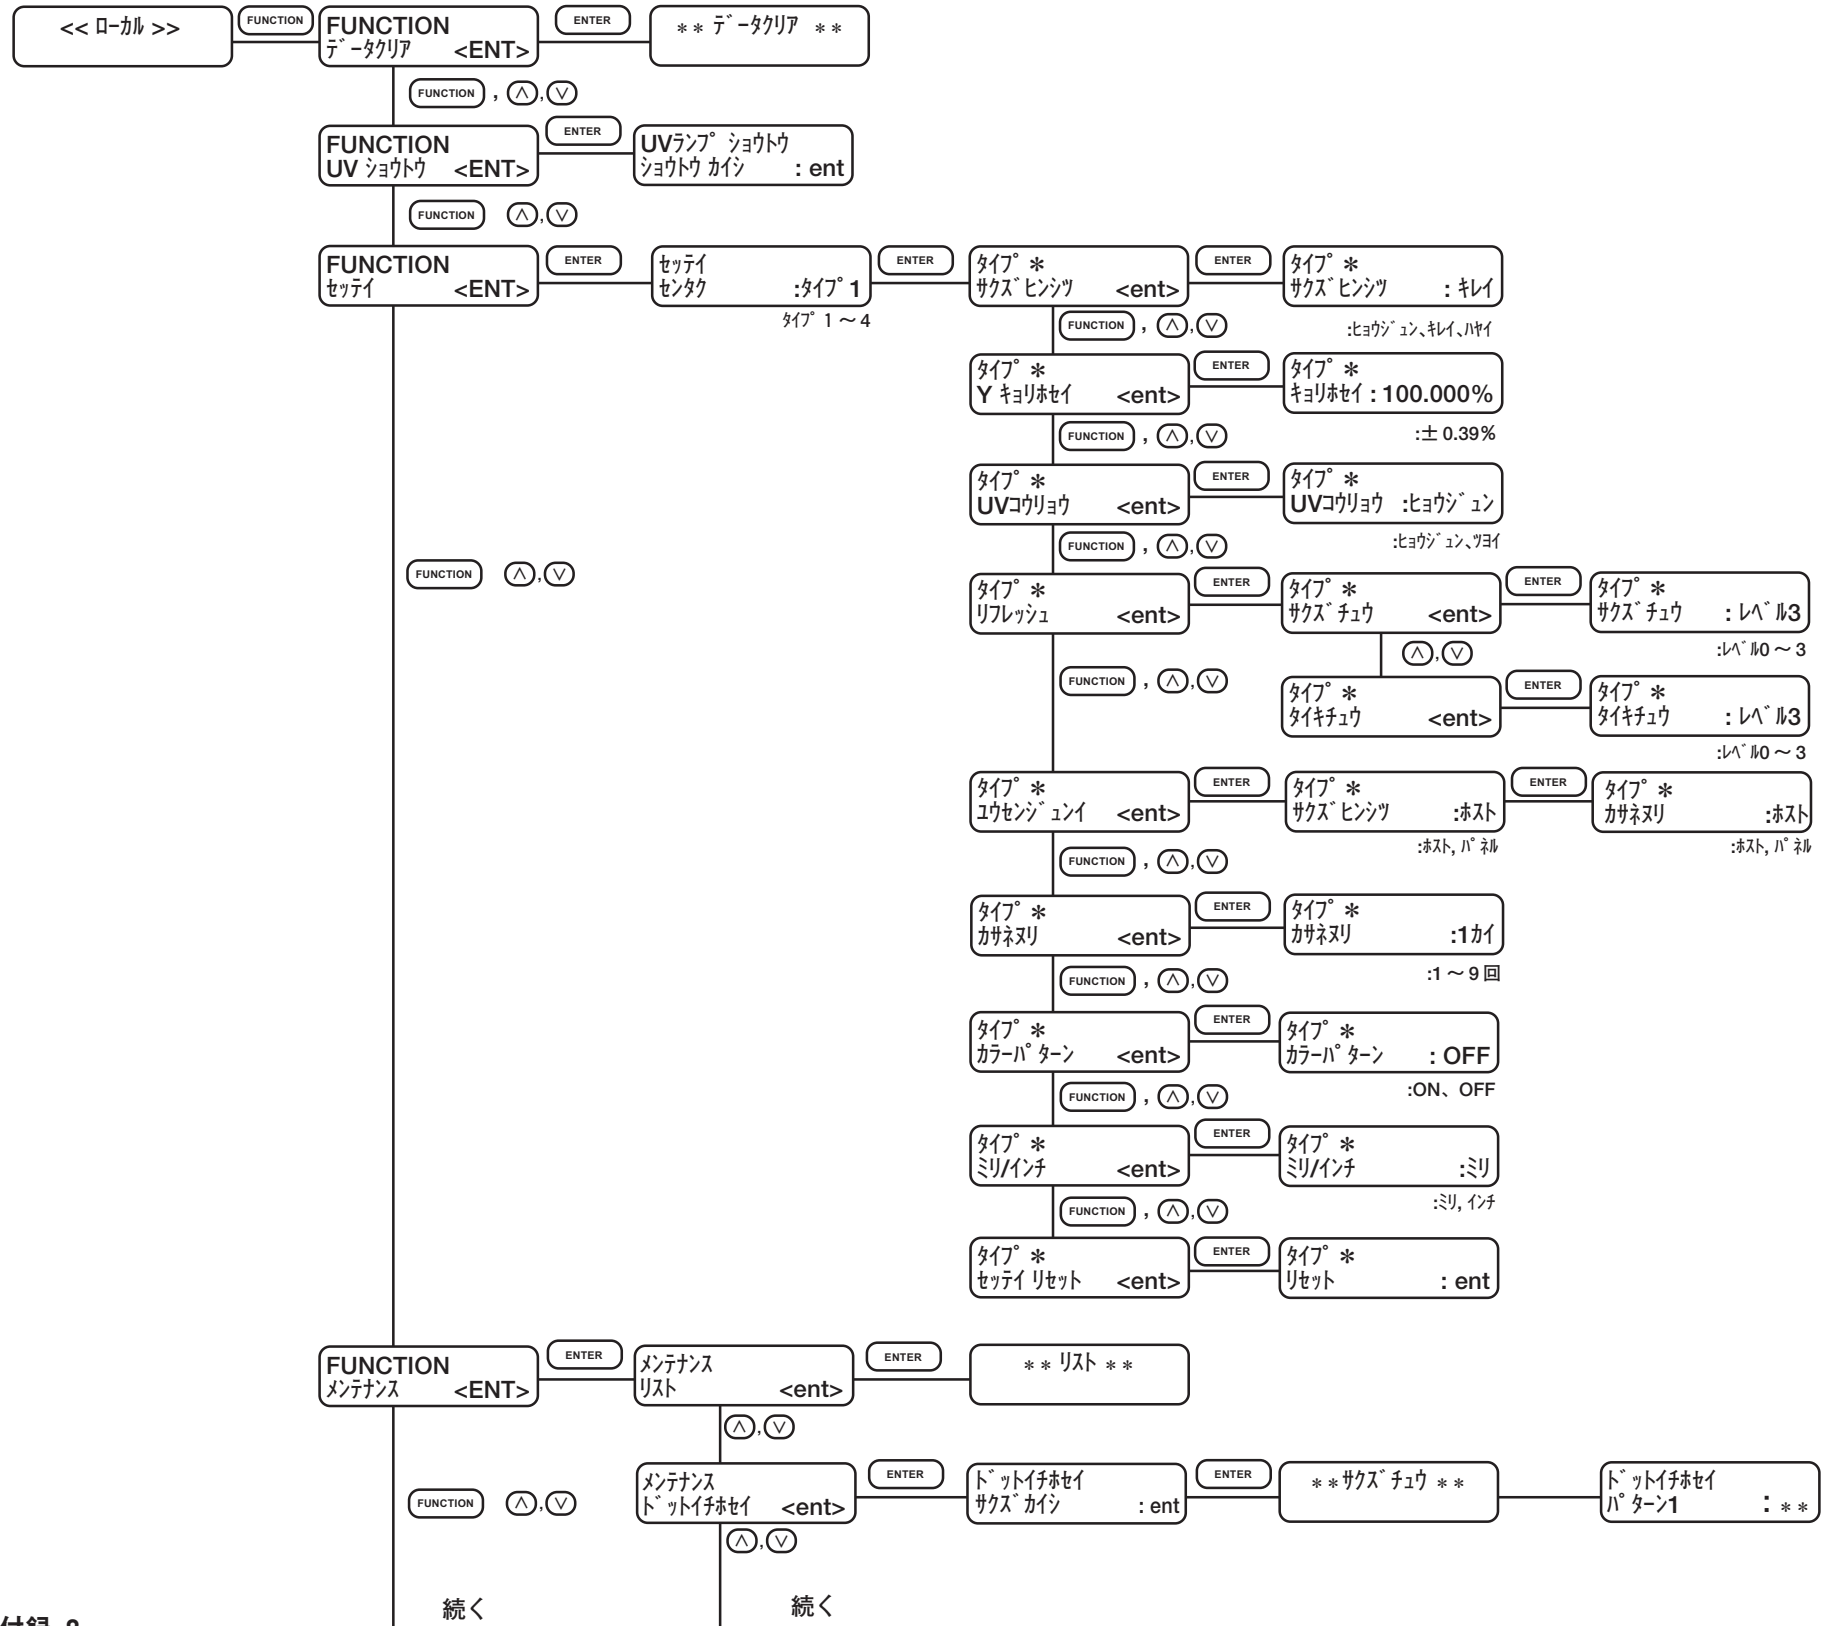 << ﾛｰｶﾙ >>
FUNCTION
FUNCTION
ﾃﾞｰﾀｸﾘｱ <ENT>
ENTER
** ﾃﾞｰﾀｸﾘｱ **
FUNCTION , ∧,∨
FUNCTION
UV ｼｮｳﾄｳ <ENT>
ENTER
UVﾗﾝﾌﾟ ｼｮｳﾄｳ
ｼｮｳﾄｳ ｶｲｼ : ent
FUNCTION ∧,∨
FUNCTION
ｾｯﾃｲ <ENT>
ENTER
ｾｯﾃｲ
ｾﾝﾀｸ :ﾀｲﾌﾟ1
ﾀｲﾌﾟ 1 ～ 4
ENTER
ﾀｲﾌﾟ *
ｻｸｽﾞﾋﾝｼﾂ <ent>
ENTER
ﾀｲﾌﾟ *
ｻｸｽﾞﾋﾝｼﾂ : ｷﾚｲ
:ﾋｮｳｼﾞｭﾝ､ｷﾚｲ､ﾊﾔｲ
FUNCTION , ∧,∨
ﾀｲﾌﾟ *
Y ｷｮﾘﾎｾｲ <ent>
ENTER
ﾀｲﾌﾟ *
ｷｮﾘﾎｾｲ : 100.000%
:± 0.39%
FUNCTION , ∧,∨
ﾀｲﾌﾟ *
UVｺｳﾘｮｳ <ent>
ENTER
ﾀｲﾌﾟ *
UVｺｳﾘｮｳ :ﾋｮｳｼﾞｭﾝ
:ﾋｮｳｼﾞｭﾝ､ﾂﾖｲ
FUNCTION , ∧,∨
FUNCTION ∧,∨
ﾀｲﾌﾟ *
ﾘﾌﾚｯｼｭ <ent>
ENTER
ﾀｲﾌﾟ *
ｻｸｽﾞﾁｭｳ <ent>
ENTER
ﾀｲﾌﾟ *
ｻｸｽﾞﾁｭｳ : ﾚﾍﾞﾙ3
:ﾚﾍﾞﾙ0 ～ 3
∧,∨
FUNCTION , ∧,∨
ﾀｲﾌﾟ *
ﾀｲｷﾁｭｳ <ent>
ENTER
ﾀｲﾌﾟ *
ﾀｲｷﾁｭｳ : ﾚﾍﾞﾙ3
:ﾚﾍﾞﾙ0 ～ 3
ﾀｲﾌﾟ *
ﾕｳｾﾝｼﾞｭﾝｲ <ent>
ENTER
ﾀｲﾌﾟ *
ｻｸｽﾞﾋﾝｼﾂ :ﾎｽﾄ
:ﾎｽﾄ, ﾊﾟﾈﾙ
ENTER
ﾀｲﾌﾟ *
ｶｻﾈﾇﾘ :ﾎｽﾄ
:ﾎｽﾄ, ﾊﾟﾈﾙ
FUNCTION , ∧,∨
ﾀｲﾌﾟ *
ｶｻﾈﾇﾘ <ent>
ENTER
ﾀｲﾌﾟ *
ｶｻﾈﾇﾘ :1ｶｲ
:1 ～ 9 回
FUNCTION , ∧,∨
ﾀｲﾌﾟ *
ｶﾗｰﾊﾟﾀｰﾝ <ent>
ENTER
ﾀｲﾌﾟ *
ｶﾗｰﾊﾟﾀｰﾝ : OFF
:ON、OFF
FUNCTION , ∧,∨
ﾀｲﾌﾟ *
ﾐﾘ/ｲﾝﾁ <ent>
ENTER
ﾀｲﾌﾟ *
ﾐﾘ/ｲﾝﾁ :ﾐﾘ
:ﾐﾘ, ｲﾝﾁ
FUNCTION , ∧,∨
ﾀｲﾌﾟ *
ｾｯﾃｲ ﾘｾｯﾄ <ent>
ENTER
ﾀｲﾌﾟ *
ﾘｾｯﾄ : ent
FUNCTION
ﾒﾝﾃﾅﾝｽ <ENT>
ENTER
ﾒﾝﾃﾅﾝｽ
ﾘｽﾄ <ent>
ENTER
** ﾘｽﾄ **
∧,∨
FUNCTION ∧,∨
ﾒﾝﾃﾅﾝｽ
ﾄﾞｯﾄｲﾁﾎｾｲ <ent>
ENTER
ﾄﾞｯﾄｲﾁﾎｾｲ
ｻｸｽﾞｶｲｼ : ent
ENTER
**ｻｸｽﾞﾁｭｳ **
ﾄﾞｯﾄｲﾁﾎｾｲ
ﾊﾟﾀｰﾝ1 : **
∧,∨
続く
続く